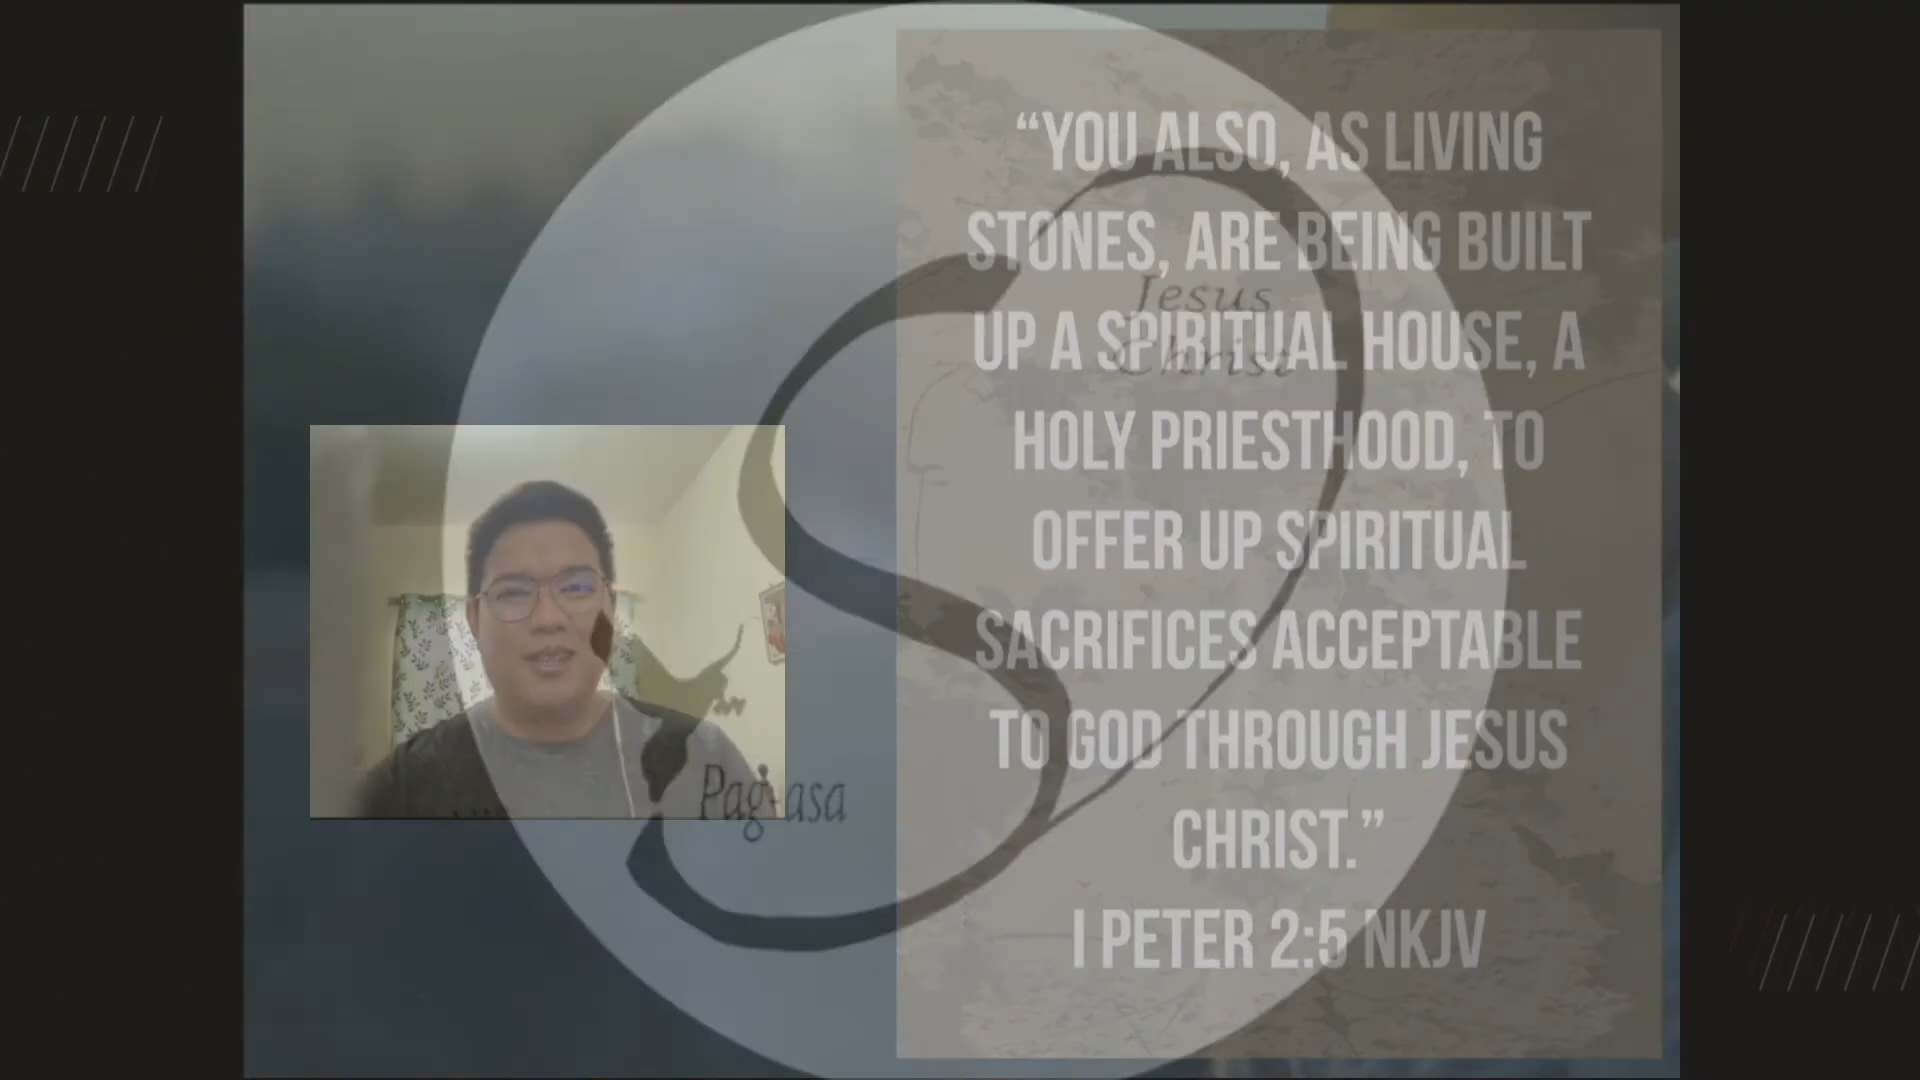 “YOU ALSO, AS LIVING
STONES, ARE BEING BUILT
UP A SPIRITUAL HOUSE, A
HOLY PRIESTHOOD, TO
OFFER UP SPIRITUAL
SACRIFICES ACCEPTABLE
TO GOD THROUGH JESUS
CHRIST.”
I PETER 2:5 NKJV
Jesus
Christ
Pag-asa